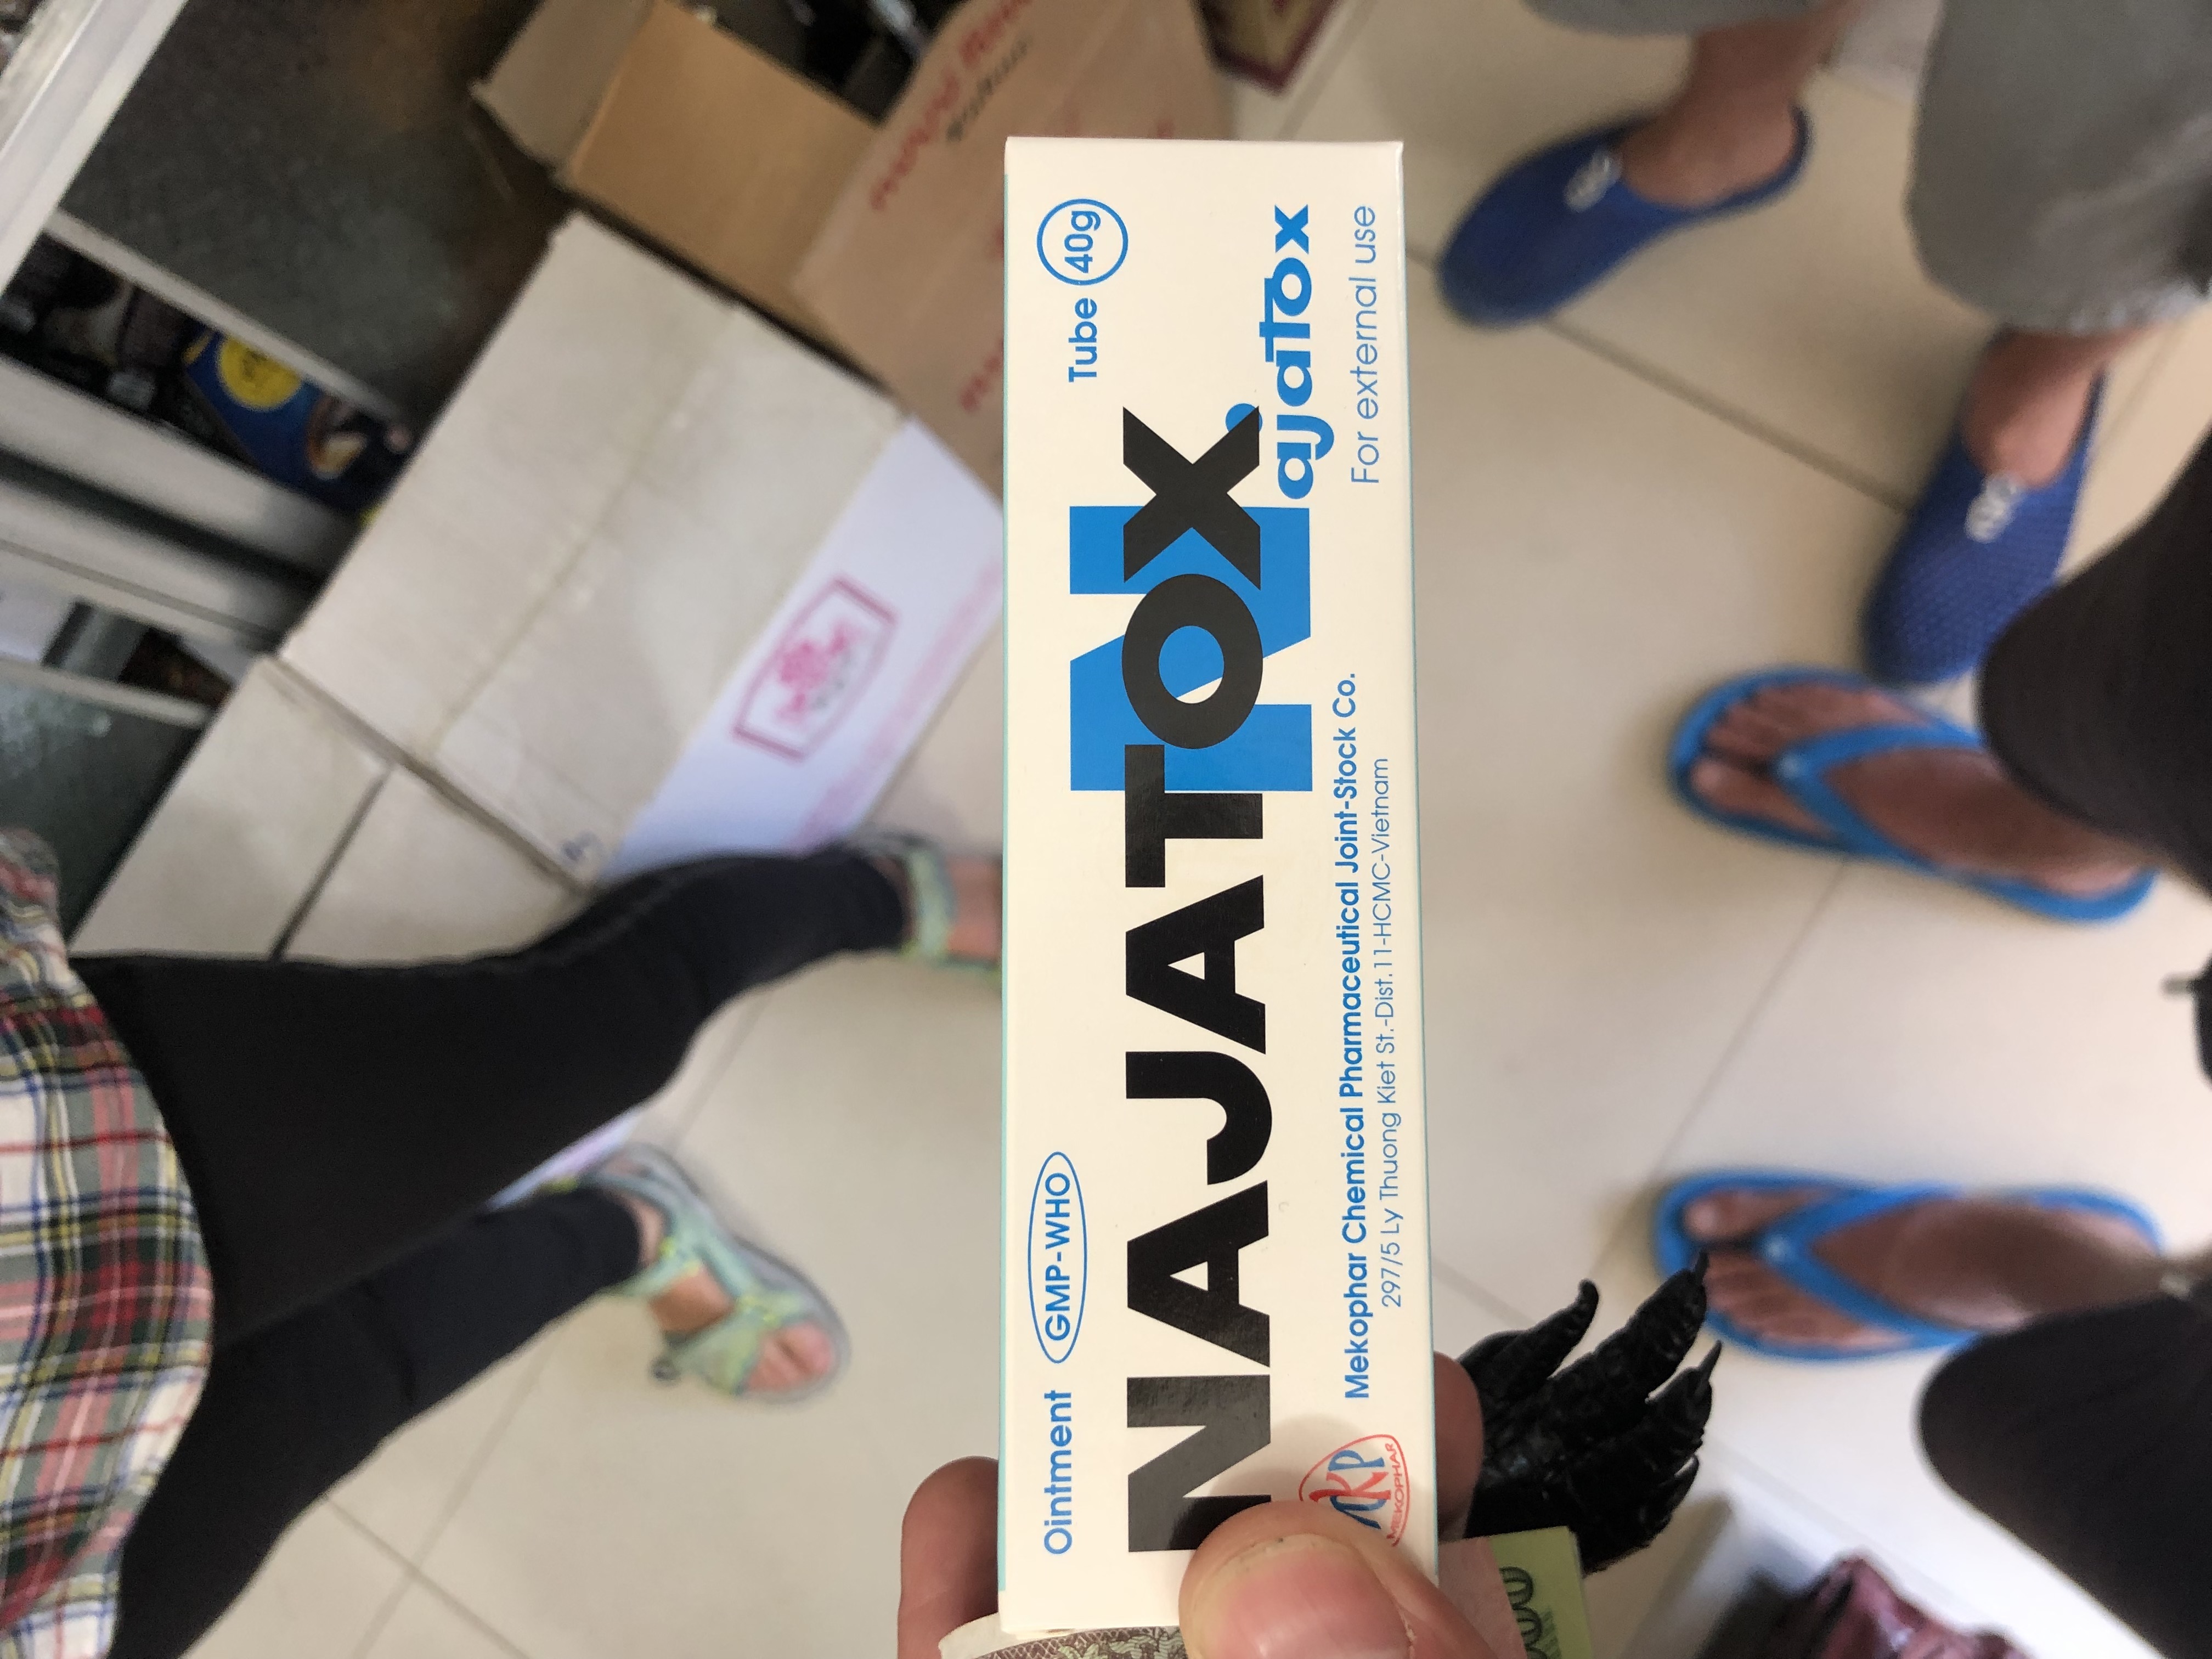 Ointment GMP-WHO Tube 40g
NAJATOX
Najatox
For external use
Mekophar Chemical Pharmaceutical Joint-Stock Co.
297/5 Ly Thuong Kiet St.-Dist.11-HCMC-Vietnam
MKP
MEKOPHAR